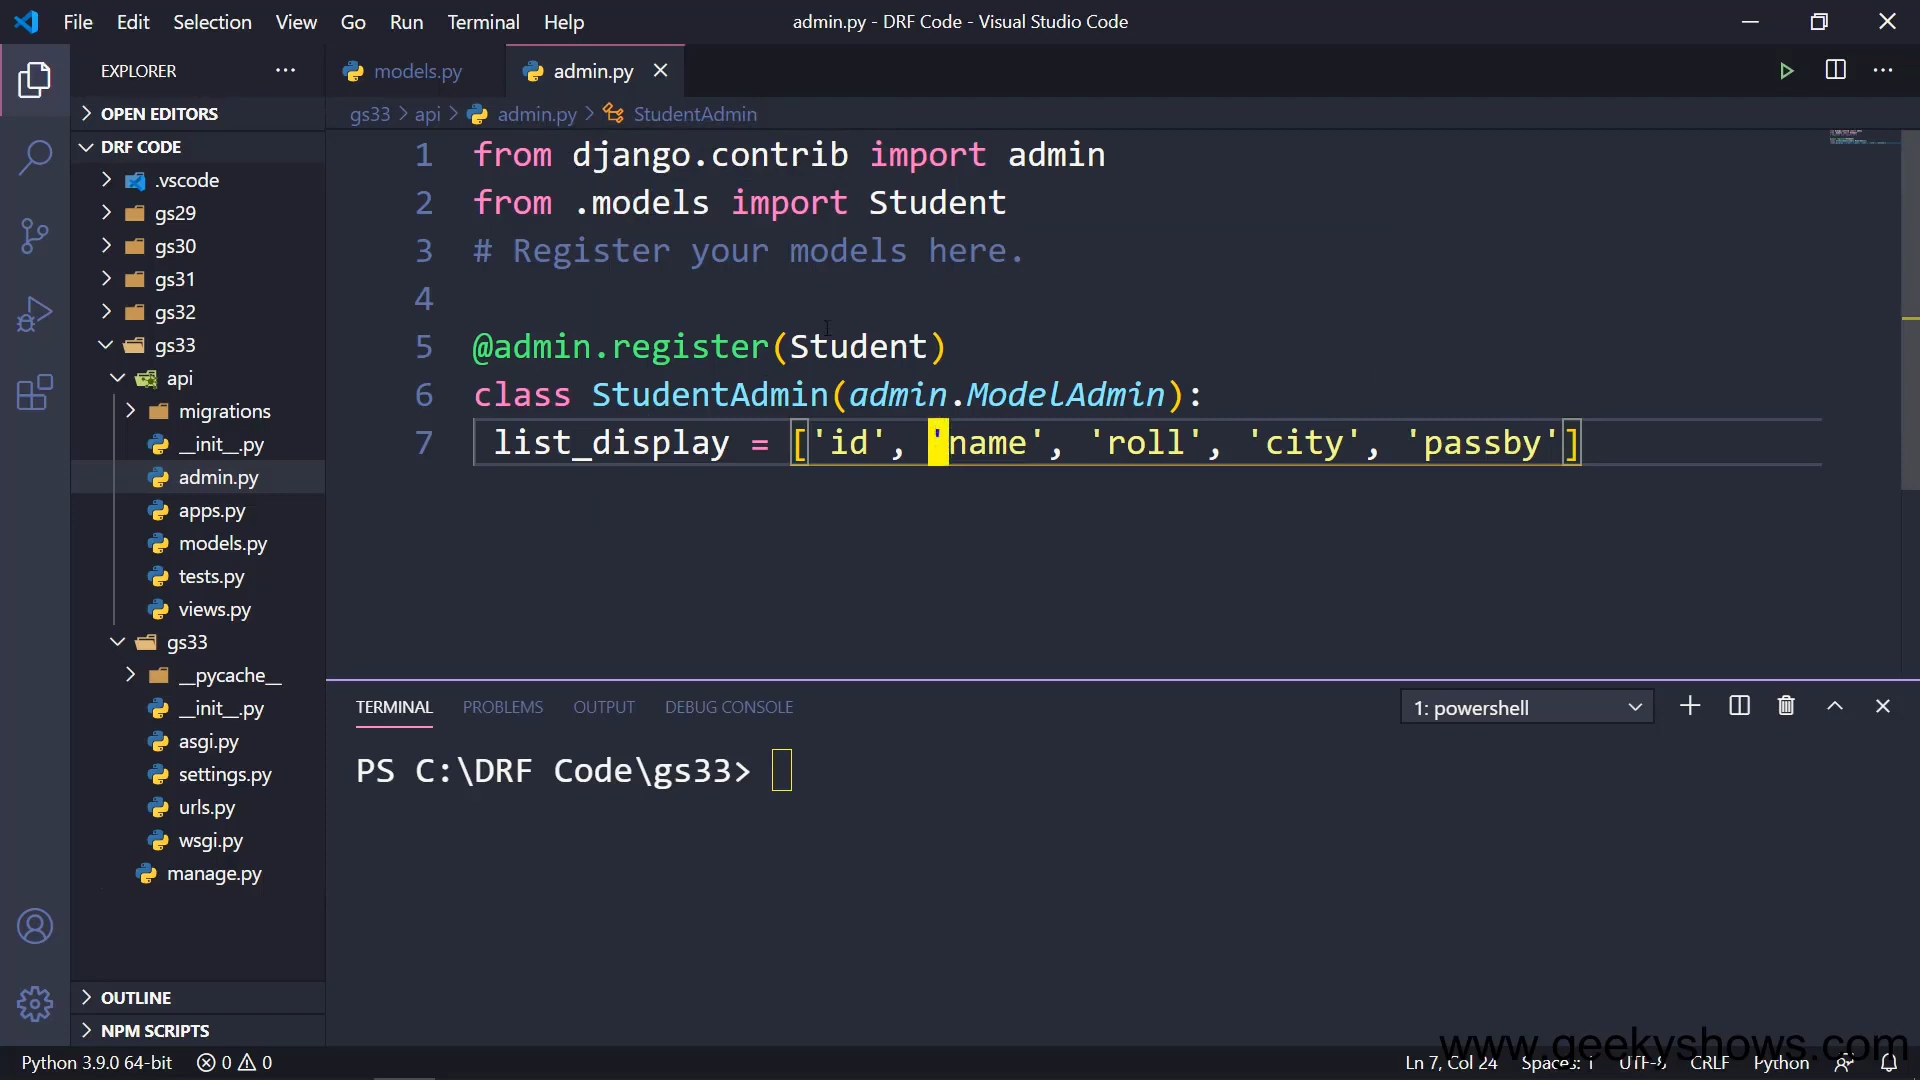 File Edit Selection View Go Run Terminal Help
admin.py - DRF Code - Visual Studio Code
EXPLORER
OPEN EDITORS
DRF CODE
.vscode
gs29
gs30
gs31
gs32
gs33
api
migrations
__init__.py
admin.py
apps.py
models.py
tests.py
views.py
gs33
__pycache__
__init__.py
asgi.py
settings.py
urls.py
wsgi.py
manage.py
OUTLINE
NPM SCRIPTS
models.py admin.py
gs33 > api > admin.py > StudentAdmin
1 from django.contrib import admin
2 from .models import Student
3 # Register your models here.
4
5 @admin.register(Student)
6 class StudentAdmin(admin.ModelAdmin):
7 list_display = ['id', 'name', 'roll', 'city', 'passby']
TERMINAL PROBLEMS OUTPUT DEBUG CONSOLE
1: powershell
PS C:\DRF Code\gs33>
www.geekyshows.com
Python 3.9.0 64-bit 0 0
Ln 7, Col 24 Spaces: 1 UTF-8 CRLF Python